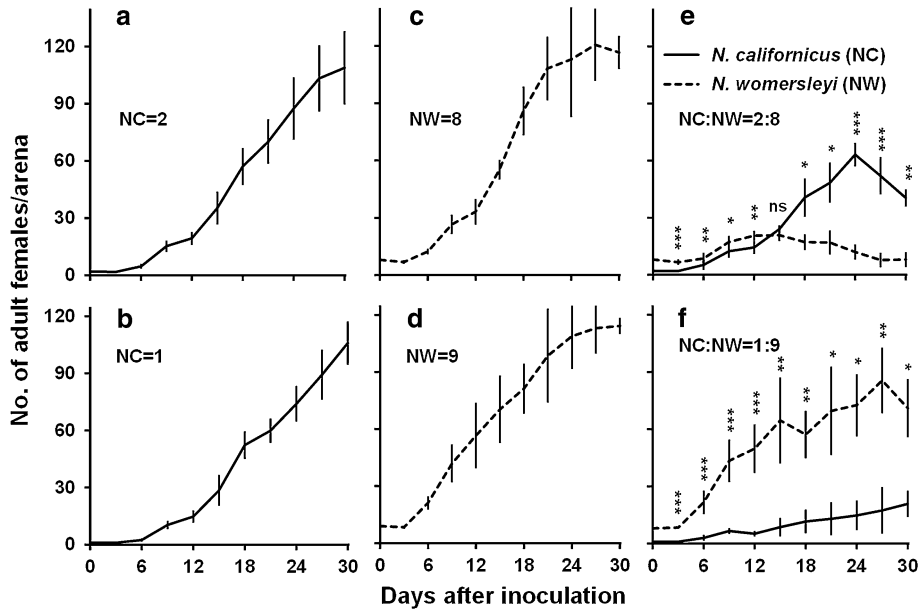 a
NC=2
c
NW=8
e
N. californicus (NC)
N. womersleyi (NW)
NC:NW=2:8
120
90
60
30
0
***
**
*
**
ns
*
*
***
***
**
b
NC=1
d
NW=9
f
NC:NW=1:9
120
90
60
30
0
***
***
***
***
**
**
*
*
**
*
0 6 12 18 24 30
0 6 12 18 24 30
0 6 12 18 24 30
No. of adult females/arena
Days after inoculation